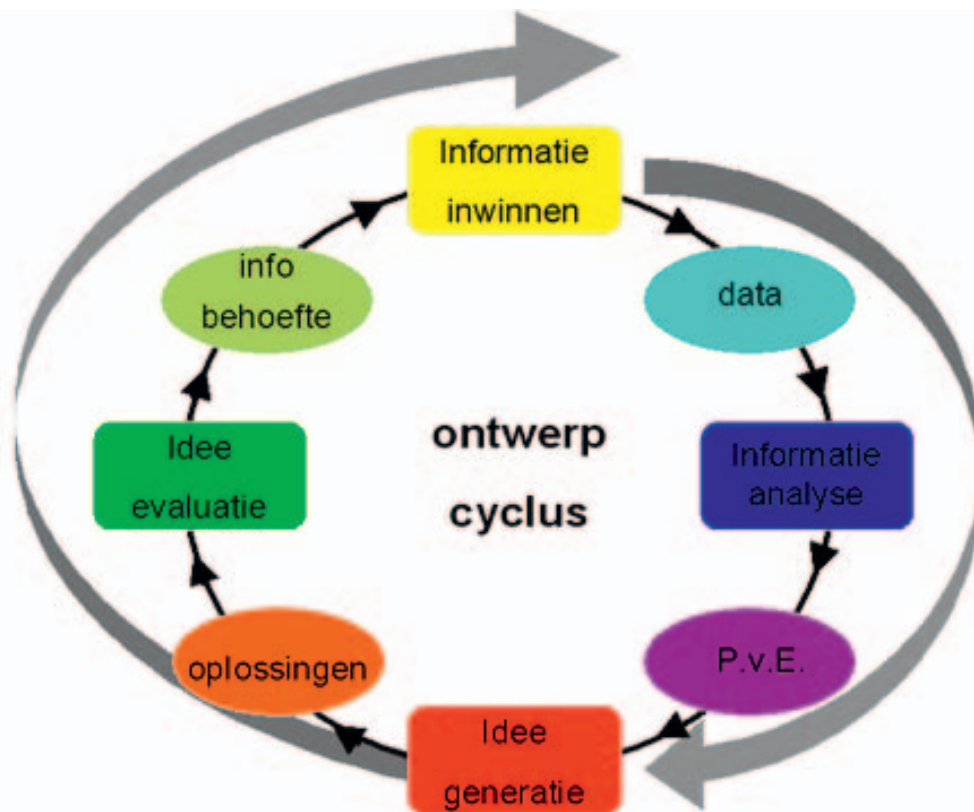 Informatie
inwinnen
data
Informatie
analyse
P.v.E.
Idee
generatie
oplossingen
Idee
evaluatie
info
behoefte
ontwerp
cyclus